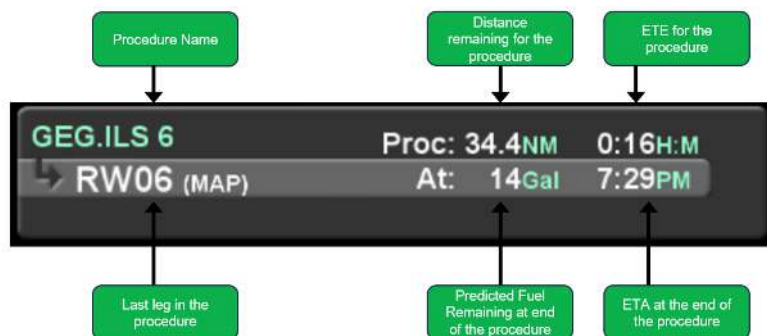 Procedure Name
Distance
remaining for the
procedure
ETE for the
procedure
GEG.ILS 6
Proc: 34.4NM 0:16H:M
RW06 (MAP)
At: 14Gal 7:29PM
Last leg in the
procedure
Predicted Fuel
Remaining at end
of the procedure
ETA at the end of
the procedure